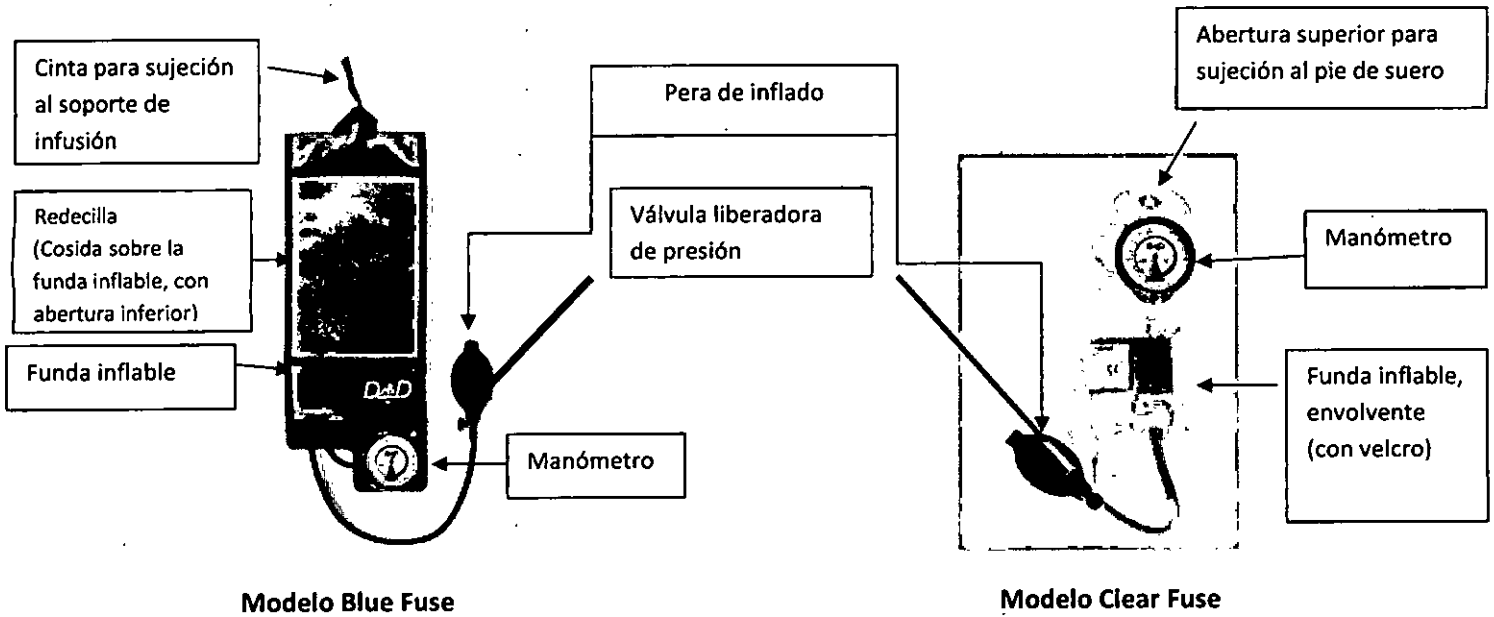 Cinta para sujeción
al soporte de
infusión
Redecilla
(Cosida sobre la
funda inflable, con
abertura inferior)
Funda inflable
Pera de inflado
Válvula liberadora
de presión
Manómetro
Abertura superior para
sujeción al pie de suero
Manómetro
Funda inflable,
envolvente
(con velcro)
Modelo Blue Fuse
Modelo Clear Fuse